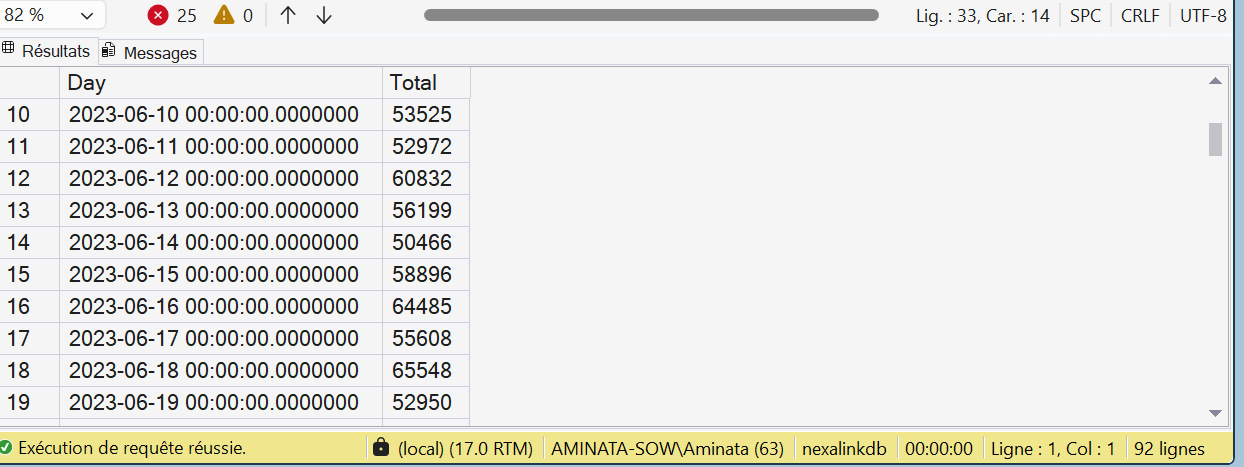 82 % 25 0 Lig. : 33, Car. : 14 SPC CRLF UTF-8
Résultats Messages
Day Total
10 2023-06-10 00:00:00.0000000 53525
11 2023-06-11 00:00:00.0000000 52972
12 2023-06-12 00:00:00.0000000 60832
13 2023-06-13 00:00:00.0000000 56199
14 2023-06-14 00:00:00.0000000 50466
15 2023-06-15 00:00:00.0000000 58896
16 2023-06-16 00:00:00.0000000 64485
17 2023-06-17 00:00:00.0000000 55608
18 2023-06-18 00:00:00.0000000 65548
19 2023-06-19 00:00:00.0000000 52950
Exécution de requête réussie. (local) (17.0 RTM) AMINATA-SOW\Aminata (63) nexalinkdb 00:00:00 Ligne : 1, Col : 1 92 lignes